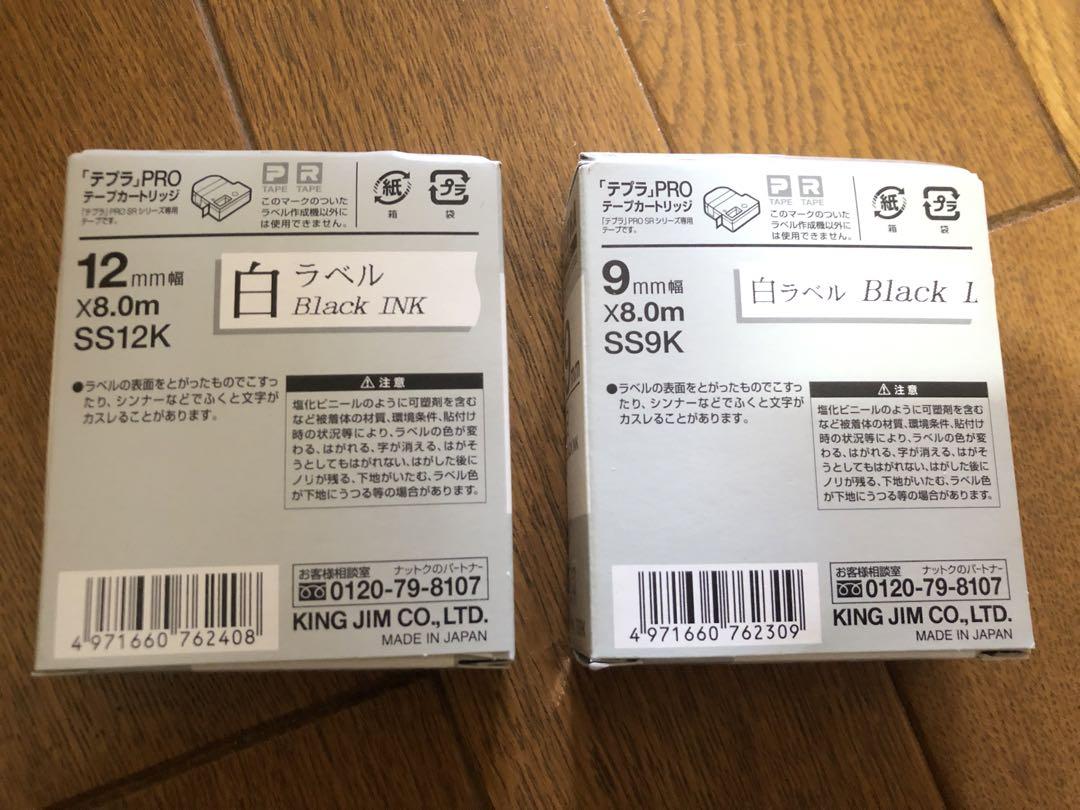 「テプラ」PRO
テープカートリッジ
「テプラ」PRO SRシリーズ専用
テープです。
P R
TAPE TAPE
このマークのついた
ラベル作成機以外に
は使用できません。
紙
箱
プラ
袋
12mm幅
X8.0m
SS12K
白 ラベル
Black INK
●ラベルの表面をとがったものでこすっ
たり、シンナーなどでふくと文字が
カスレることがあります。
⚠注意
塩化ビニールのように可塑剤を含む
など被着体の材質、環境条件、貼付け
時の状況等により、ラベルの色が変
わる、はがれる、字が消える、はがそ
うとしてもはがれない、はがした後に
ノリが残る、下地がいたむ、ラベル色
が下地にうつる等の場合があります。
4 971660 762408
お客様相談室 ナットクのパートナー
0120-79-8107
KING JIM CO.,LTD.
MADE IN JAPAN
「テプラ」PRO
テープカートリッジ
「テプラ」PRO SRシリーズ専用
テープです。
P R
TAPE TAPE
このマークのついた
ラベル作成機以外に
は使用できません。
紙
箱
プラ
袋
9mm幅
X8.0m
SS9K
白ラベル Black I
●ラベルの表面をとがったものでこすっ
たり、シンナーなどでふくと文字が
カスレることがあります。
⚠注意
塩化ビニールのように可塑剤を含む
など被着体の材質、環境条件、貼付け
時の状況等により、ラベルの色が変
わる、はがれる、字が消える、はがそ
うとしてもはがれない、はがした後に
ノリが残る、下地がいたむ、ラベル色
が下地にうつる等の場合があります。
4 971660 762309
お客様相談室 ナットクのパートナー
0120-79-8107
KING JIM CO.,LTD.
MADE IN JAPAN